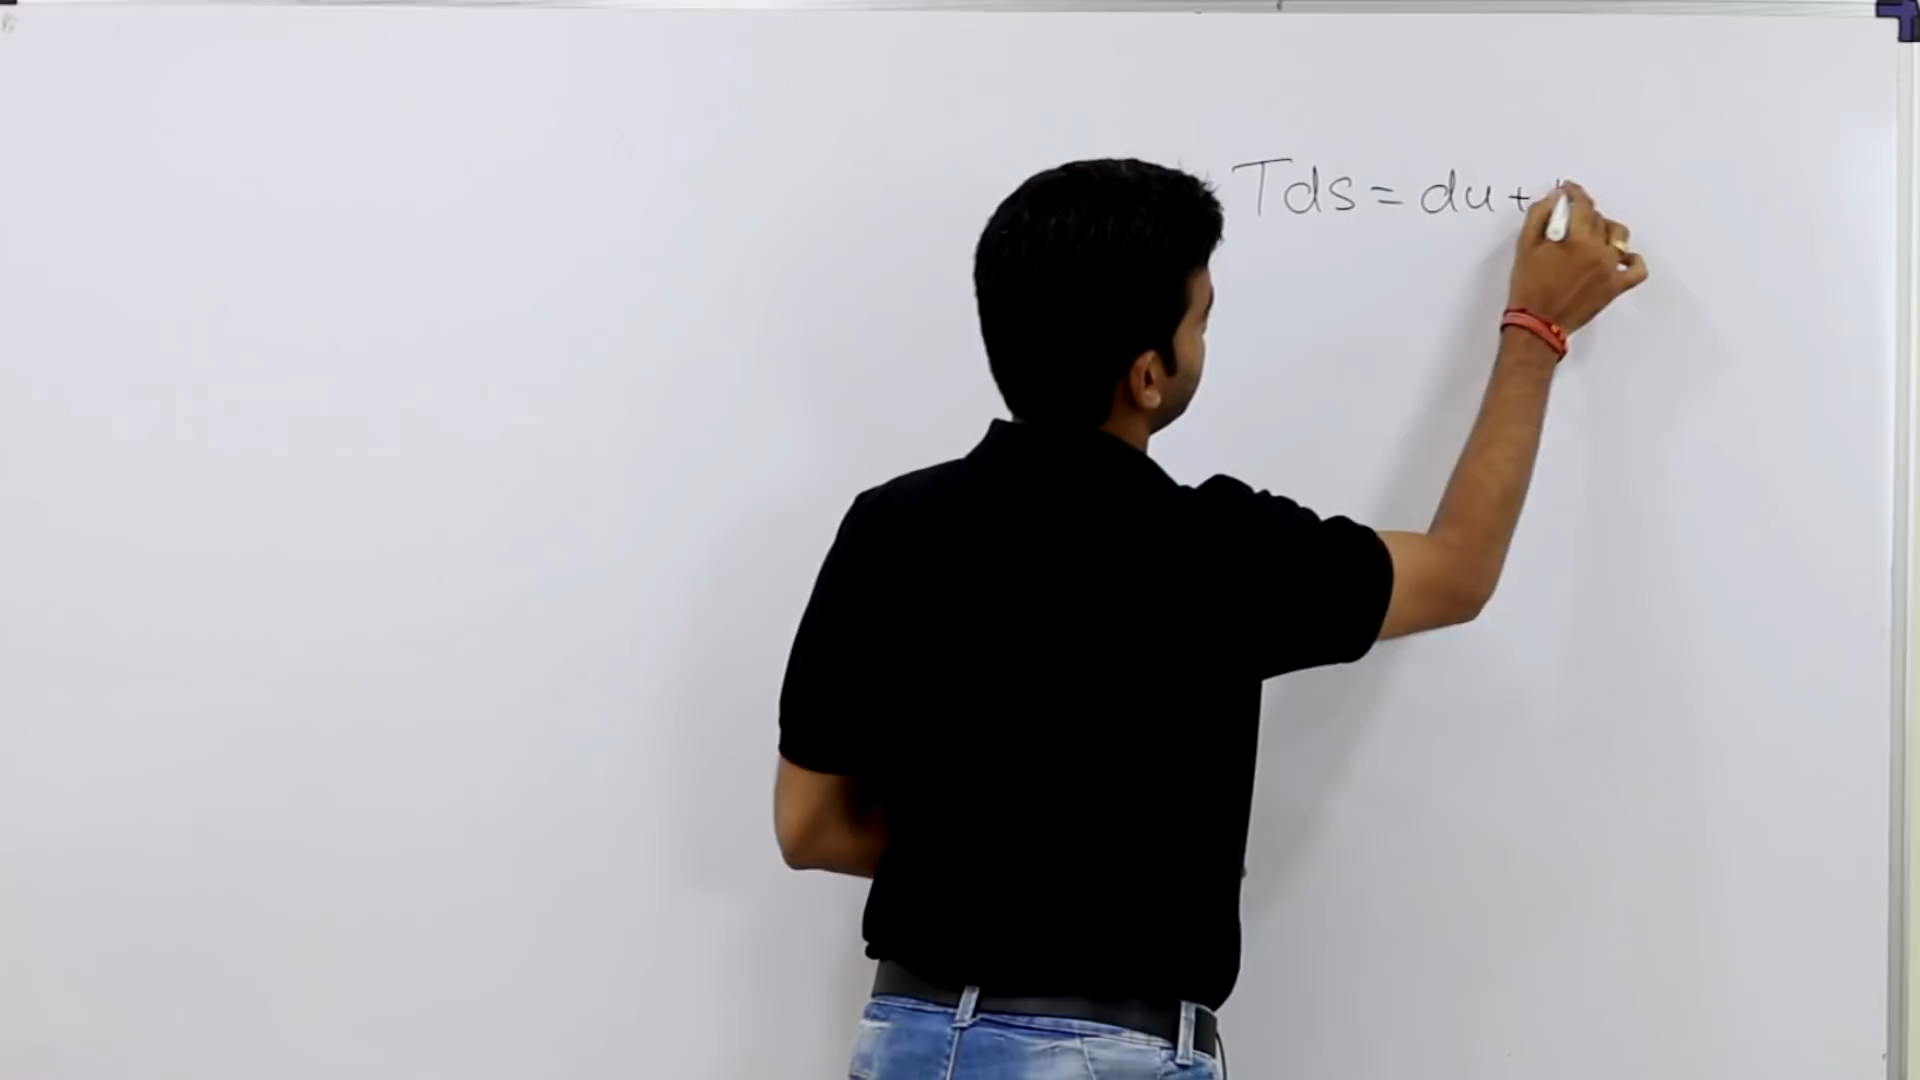 Tds = du +